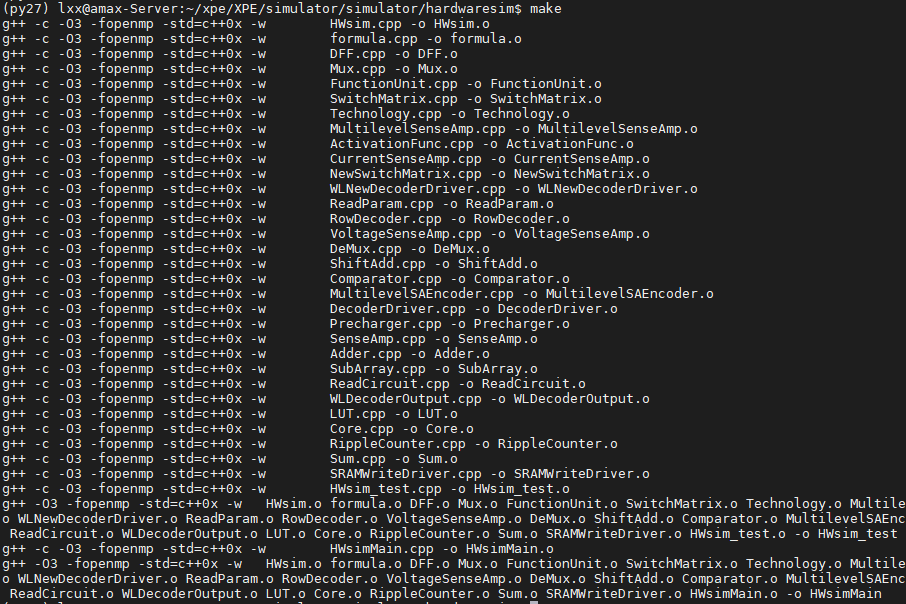 (py27) lxx@amax-Server:~/xpe/XPE/simulator/simulator/hardwaresim$ make
g++ -c -O3 -fopenmp -std=c++0x -w        HWsim.cpp -o HWsim.o
g++ -c -O3 -fopenmp -std=c++0x -w        formula.cpp -o formula.o
g++ -c -O3 -fopenmp -std=c++0x -w        DFF.cpp -o DFF.o
g++ -c -O3 -fopenmp -std=c++0x -w        Mux.cpp -o Mux.o
g++ -c -O3 -fopenmp -std=c++0x -w        FunctionUnit.cpp -o FunctionUnit.o
g++ -c -O3 -fopenmp -std=c++0x -w        SwitchMatrix.cpp -o SwitchMatrix.o
g++ -c -O3 -fopenmp -std=c++0x -w        Technology.cpp -o Technology.o
g++ -c -O3 -fopenmp -std=c++0x -w        MultilevelSenseAmp.cpp -o MultilevelSenseAmp.o
g++ -c -O3 -fopenmp -std=c++0x -w        ActivationFunc.cpp -o ActivationFunc.o
g++ -c -O3 -fopenmp -std=c++0x -w        CurrentSenseAmp.cpp -o CurrentSenseAmp.o
g++ -c -O3 -fopenmp -std=c++0x -w        NewSwitchMatrix.cpp -o NewSwitchMatrix.o
g++ -c -O3 -fopenmp -std=c++0x -w        WLNewDecoderDriver.cpp -o WLNewDecoderDriver.o
g++ -c -O3 -fopenmp -std=c++0x -w        ReadParam.cpp -o ReadParam.o
g++ -c -O3 -fopenmp -std=c++0x -w        RowDecoder.cpp -o RowDecoder.o
g++ -c -O3 -fopenmp -std=c++0x -w        VoltageSenseAmp.cpp -o VoltageSenseAmp.o
g++ -c -O3 -fopenmp -std=c++0x -w        DeMux.cpp -o DeMux.o
g++ -c -O3 -fopenmp -std=c++0x -w        ShiftAdd.cpp -o ShiftAdd.o
g++ -c -O3 -fopenmp -std=c++0x -w        Comparator.cpp -o Comparator.o
g++ -c -O3 -fopenmp -std=c++0x -w        MultilevelSAEncoder.cpp -o MultilevelSAEncoder.o
g++ -c -O3 -fopenmp -std=c++0x -w        DecoderDriver.cpp -o DecoderDriver.o
g++ -c -O3 -fopenmp -std=c++0x -w        Precharger.cpp -o Precharger.o
g++ -c -O3 -fopenmp -std=c++0x -w        SenseAmp.cpp -o SenseAmp.o
g++ -c -O3 -fopenmp -std=c++0x -w        Adder.cpp -o Adder.o
g++ -c -O3 -fopenmp -std=c++0x -w        SubArray.cpp -o SubArray.o
g++ -c -O3 -fopenmp -std=c++0x -w        ReadCircuit.cpp -o ReadCircuit.o
g++ -c -O3 -fopenmp -std=c++0x -w        WLDecoderOutput.cpp -o WLDecoderOutput.o
g++ -c -O3 -fopenmp -std=c++0x -w        LUT.cpp -o LUT.o
g++ -c -O3 -fopenmp -std=c++0x -w        Core.cpp -o Core.o
g++ -c -O3 -fopenmp -std=c++0x -w        RippleCounter.cpp -o RippleCounter.o
g++ -c -O3 -fopenmp -std=c++0x -w        Sum.cpp -o Sum.o
g++ -c -O3 -fopenmp -std=c++0x -w        SRAMWriteDriver.cpp -o SRAMWriteDriver.o
g++ -c -O3 -fopenmp -std=c++0x -w        HWsim_test.cpp -o HWsim_test.o
g++ -O3 -fopenmp -std=c++0x -w   HWsim.o formula.o DFF.o Mux.o FunctionUnit.o SwitchMatrix.o Technology.o Multile
o WLNewDecoderDriver.o ReadParam.o RowDecoder.o VoltageSenseAmp.o DeMux.o ShiftAdd.o Comparator.o MultilevelSAEnc
ReadCircuit.o WLDecoderOutput.o LUT.o Core.o RippleCounter.o Sum.o SRAMWriteDriver.o HWsim_test.o -o HWsim_test
g++ -c -O3 -fopenmp -std=c++0x -w        HWsimMain.cpp -o HWsimMain.o
g++ -O3 -fopenmp -std=c++0x -w   HWsim.o formula.o DFF.o Mux.o FunctionUnit.o SwitchMatrix.o Technology.o Multile
o WLNewDecoderDriver.o ReadParam.o RowDecoder.o VoltageSenseAmp.o DeMux.o ShiftAdd.o Comparator.o MultilevelSAEnc
ReadCircuit.o WLDecoderOutput.o LUT.o Core.o RippleCounter.o Sum.o SRAMWriteDriver.o HWsimMain.o -o HWsimMain